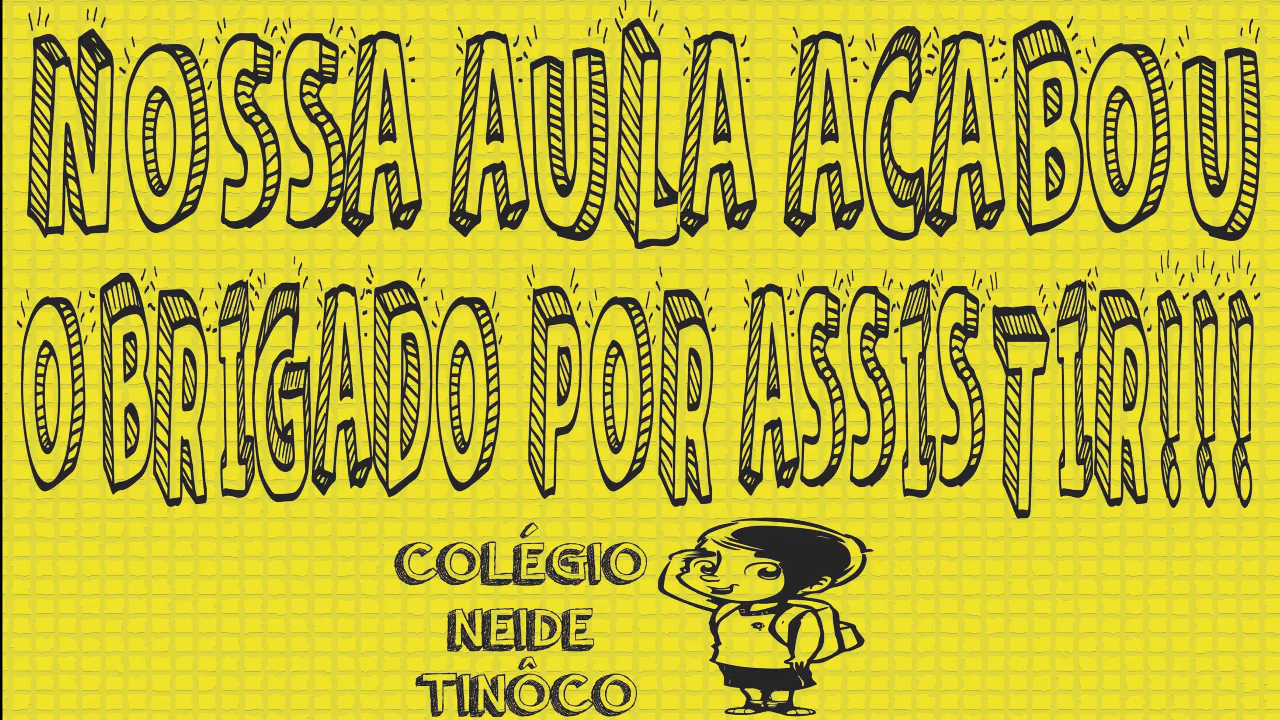 NOSSA AULA ACABOU
OBRIGADO POR ASSISTIR!!!
COLÉGIO
NEIDE
TINÔCO